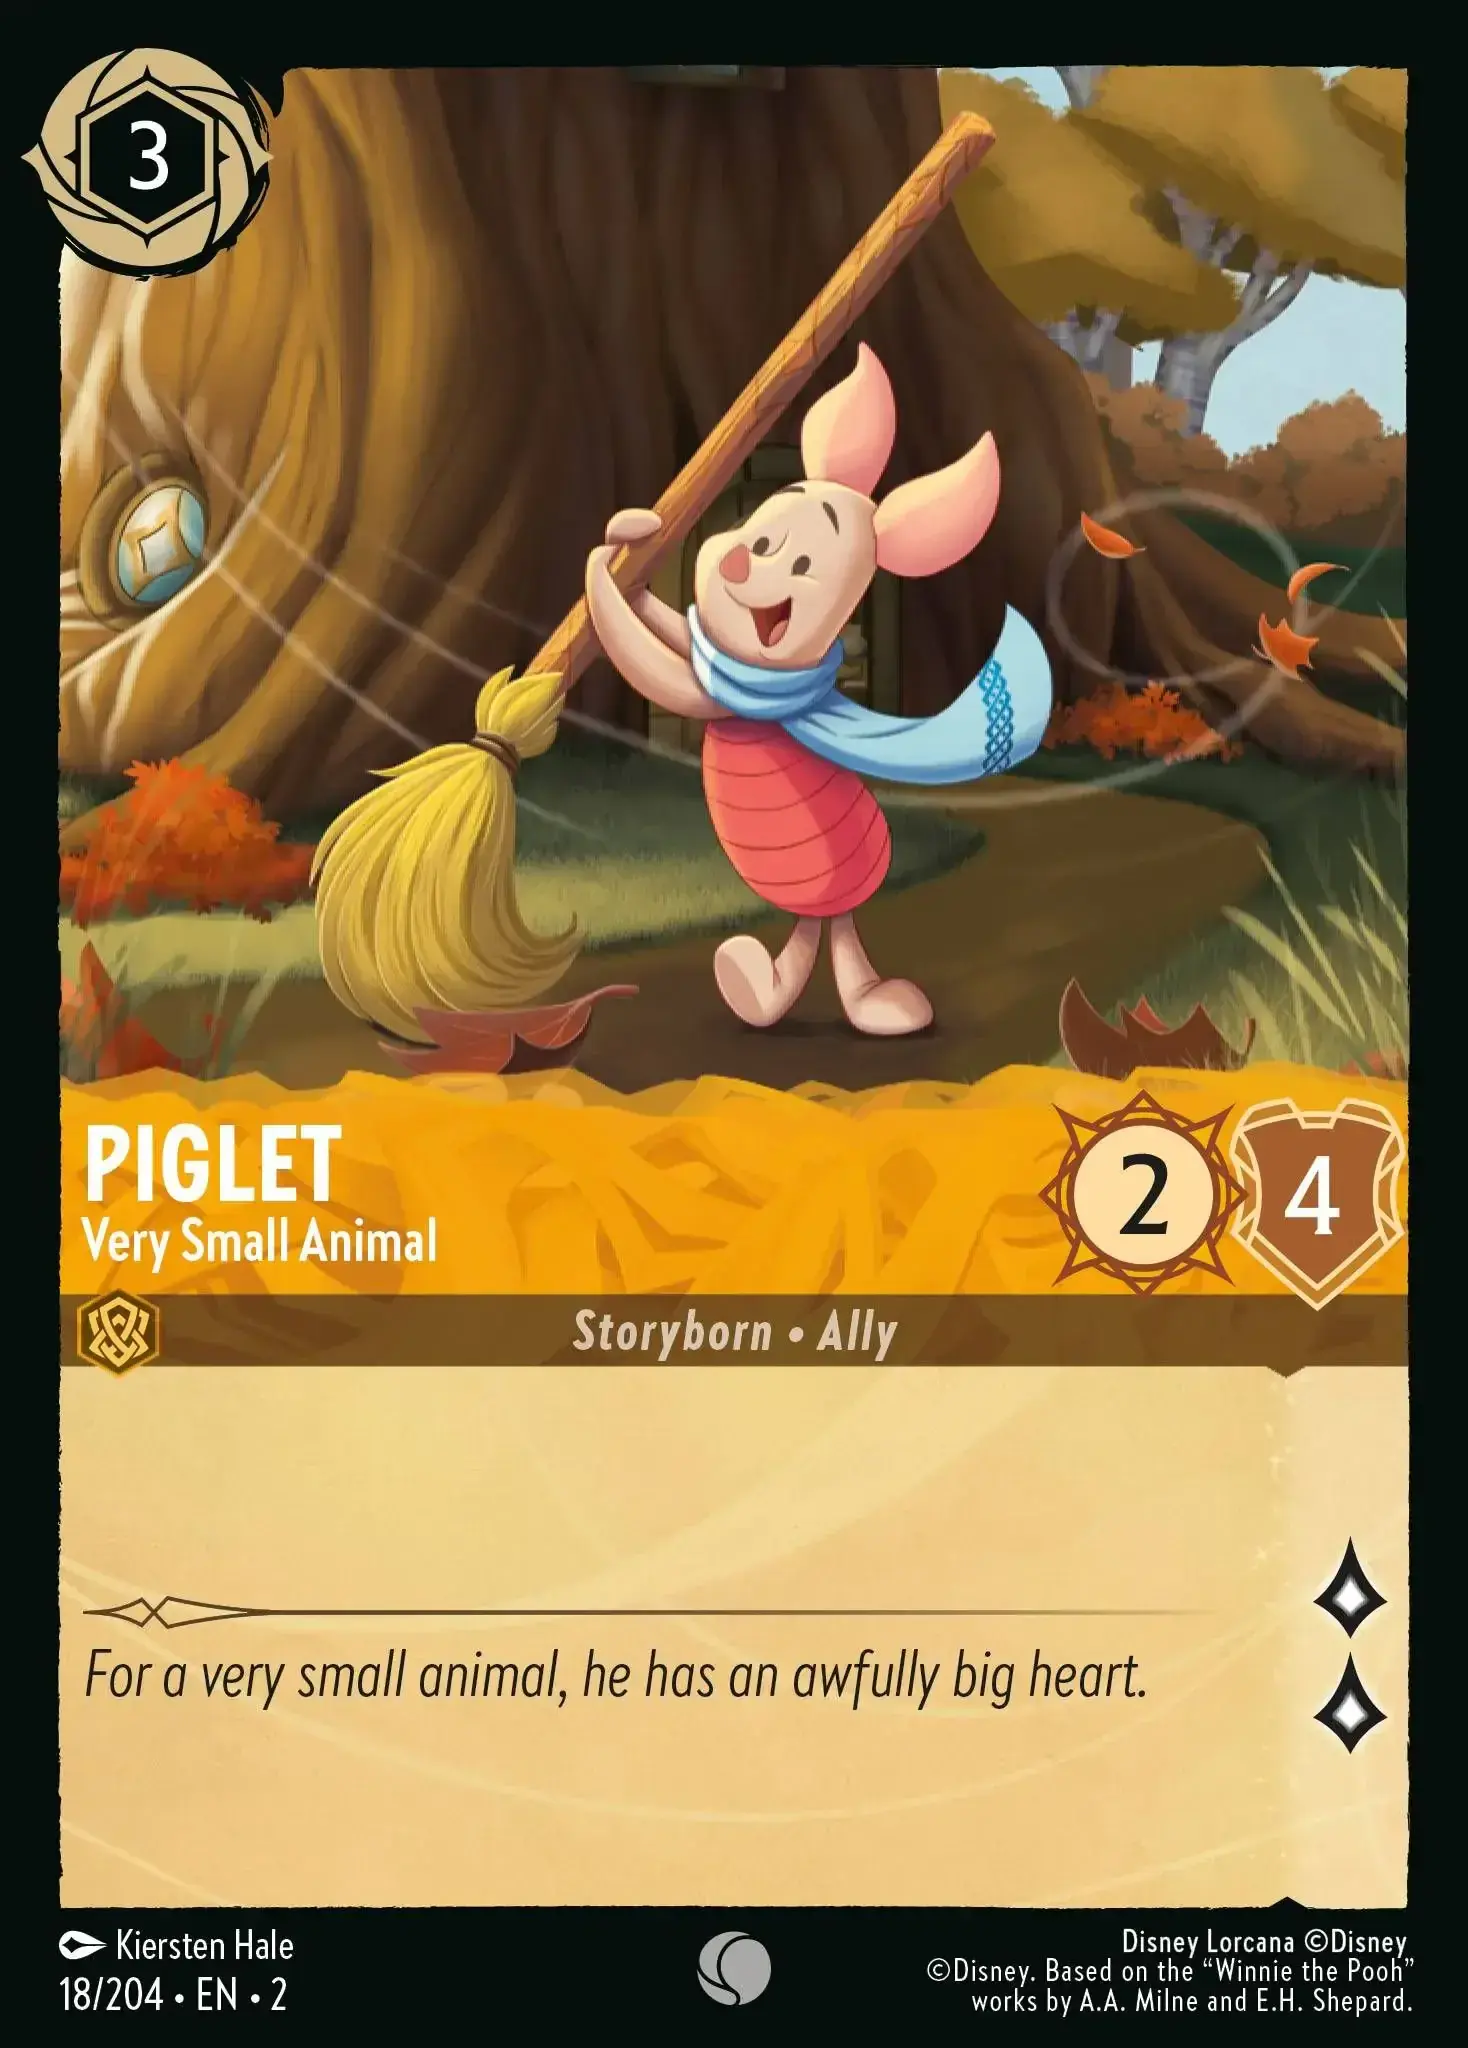 3
PIGLET
Very Small Animal
2
4
Storyborn • Ally
For a very small animal, he has an awfully big heart.
Kiersten Hale
18/204 • EN • 2
Disney Lorcana ©Disney
©Disney. Based on the “Winnie the Pooh”
works by A.A. Milne and E.H. Shepard.